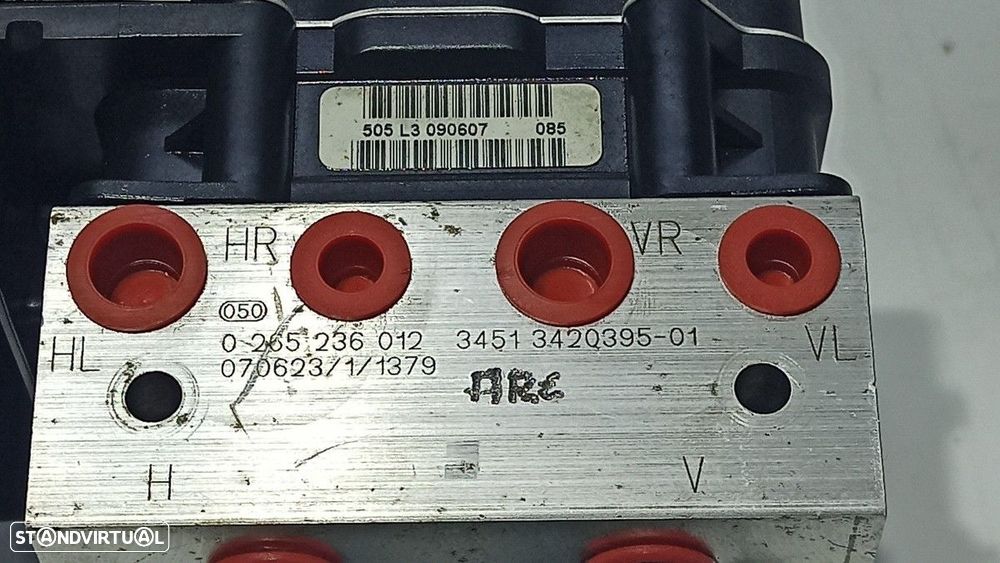 505 L3 090607 085
HR VR
050
0 265 236 012 3451 3420395-01
HL VL
070623/1/1379
ARE
H V
STANDVIRTUAL